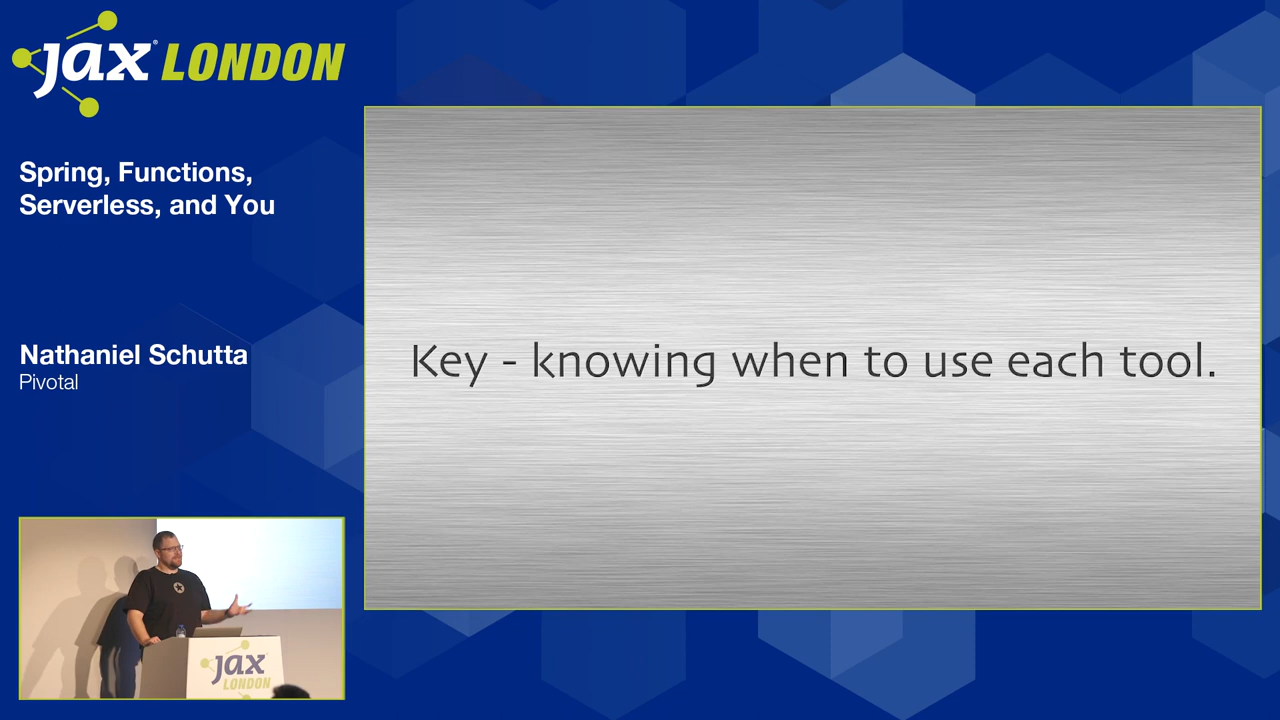 jax® LONDON
Spring, Functions,
Serverless, and You
Nathaniel Schutta
Pivotal
Key - knowing when to use each tool.
jax
LONDON